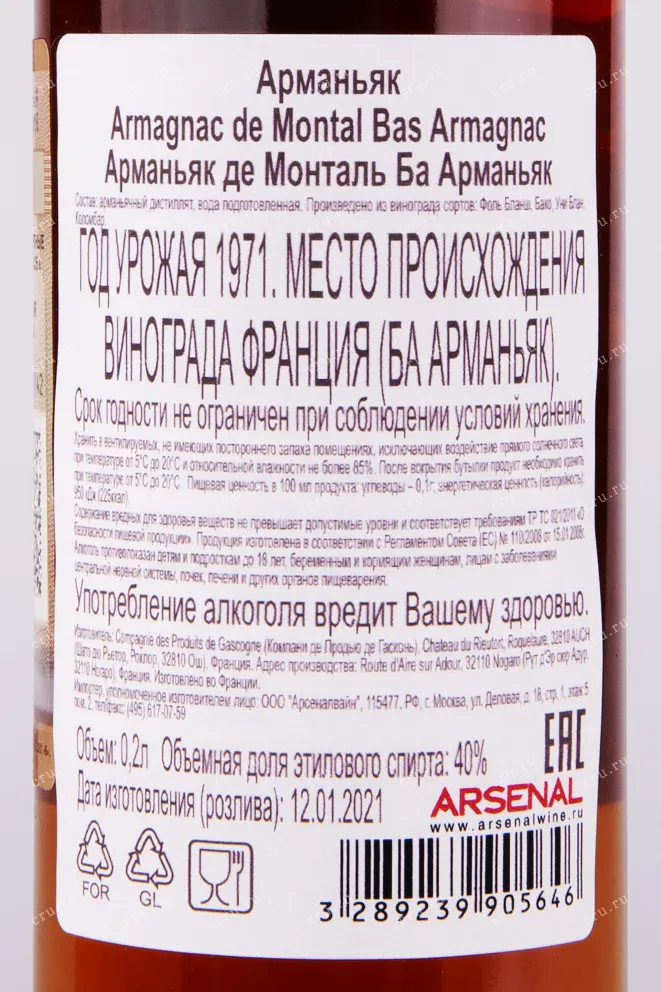 Арманьяк
Armagnac de Montal Bas Armagnac
Арманьяк де Монталь Ба Арманьяк
Состав: арманьячный дистиллят, вода подготовленная. Произведено из винограда сортов: Фоль Бланш, Бако, Уни Блан,
Коломбар.
ГОД УРОЖАЯ 1971. МЕСТО ПРОИСХОЖДЕНИЯ
ВИНОГРАДА ФРАНЦИЯ (БА АРМАНЬЯК).
Срок годности не ограничен при соблюдении условий хранения.
Хранить в вентилируемых, не имеющих постороннего запаха помещениях, исключающих воздействие прямого солнечного света
при температуре от 5°C до 20°C и относительной влажности не более 85%. После вскрытия бутылки продукт необходимо хранить
при температуре от 5°C до 20°C. Пищевая ценность в 100 мл продукта: углеводы – 0,1г; энергетическая ценность (калорийность):
950 кДж (225ккал).
Содержание вредных для здоровья веществ не превышает допустимые уровни и соответствует требованиям ТР ТС 021/2011 «О
безопасности пищевой продукции». Продукция изготовлена в соответствии с Регламентом Совета (ЕС) № 110/2008 от 15.01.2008г.
Алкоголь противопоказан детям и подросткам до 18 лет, беременным и кормящим женщинам, лицам с заболеваниями
центральной нервной системы, почек, печени и других органов пищеварения.
Употребление алкоголя вредит Вашему здоровью.
Изготовитель: Compagnie des Produits de Gascogne (Компани де Продью де Гасконь), Chateau du Rieutort, Roquelaure, 32810 AUCH
(Шато дю Рьетор, Роклор, 32810 Ош), Франция. Адрес производства: Route d'Aire sur Adour, 32110 Nogaro (Рут д'Эр сюр Адур,
32110 Ногаро), Франция. Изготовлено во Франции.
Импортер, уполномоченное изготовителем лицо: ООО "Арсеналвайн", 115477, РФ, г. Москва, ул. Деловая, д. 18, стр. 1, этаж 5
пом. 2, тел/факс: (495) 617-07-59
Объем: 0,2л Объемная доля этилового спирта: 40%
EAC
Дата изготовления (розлива): 12.01.2021
ARSENAL
www.arsenalwine.ru
FOR
GL
3 289239 905646
cru.ru